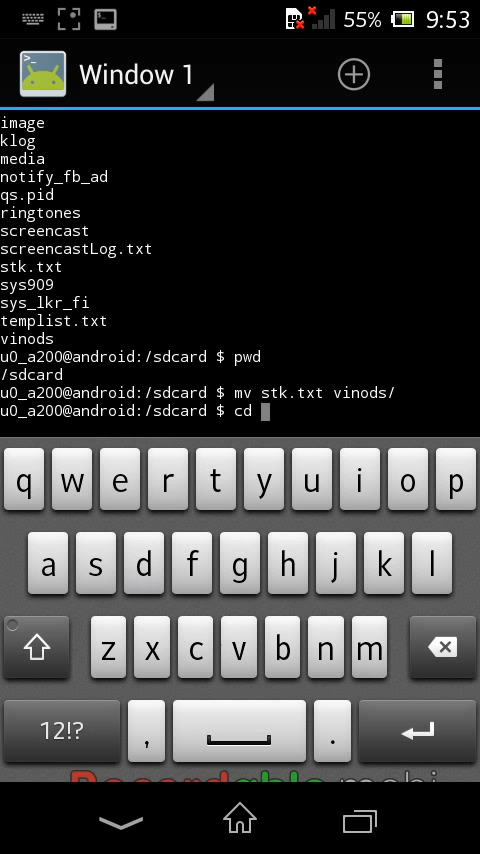 55% 9:53
Window 1
image
klog
media
notify_fb_ad
qs.pid
ringtones
screencast
screencastLog.txt
stk.txt
sys909
sys_lkr_fi
templist.txt
vinods
u0_a200@android:/sdcard $ pwd
/sdcard
u0_a200@android:/sdcard $ mv stk.txt vinods/
u0_a200@android:/sdcard $ cd
q w e r t y u i o p
a s d f g h j k l
z x c v b n m
12!? , .